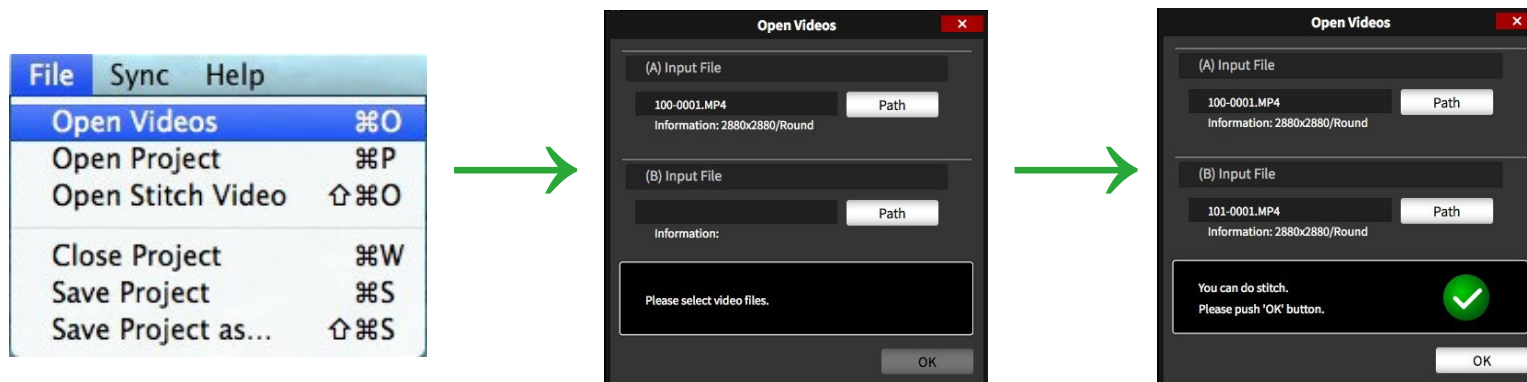 File Sync Help
Open Videos ⌘O
Open Project ⌘P
Open Stitch Video ⇧⌘O
Close Project ⌘W
Save Project ⌘S
Save Project as... ⇧⌘S
Open Videos
(A) Input File
100-0001.MP4 Path
Information: 2880x2880/Round
(B) Input File
Path
Information:
Please select video files.
OK
Open Videos
(A) Input File
100-0001.MP4 Path
Information: 2880x2880/Round
(B) Input File
101-0001.MP4 Path
Information: 2880x2880/Round
You can do stitch.
Please push 'OK' button.
OK